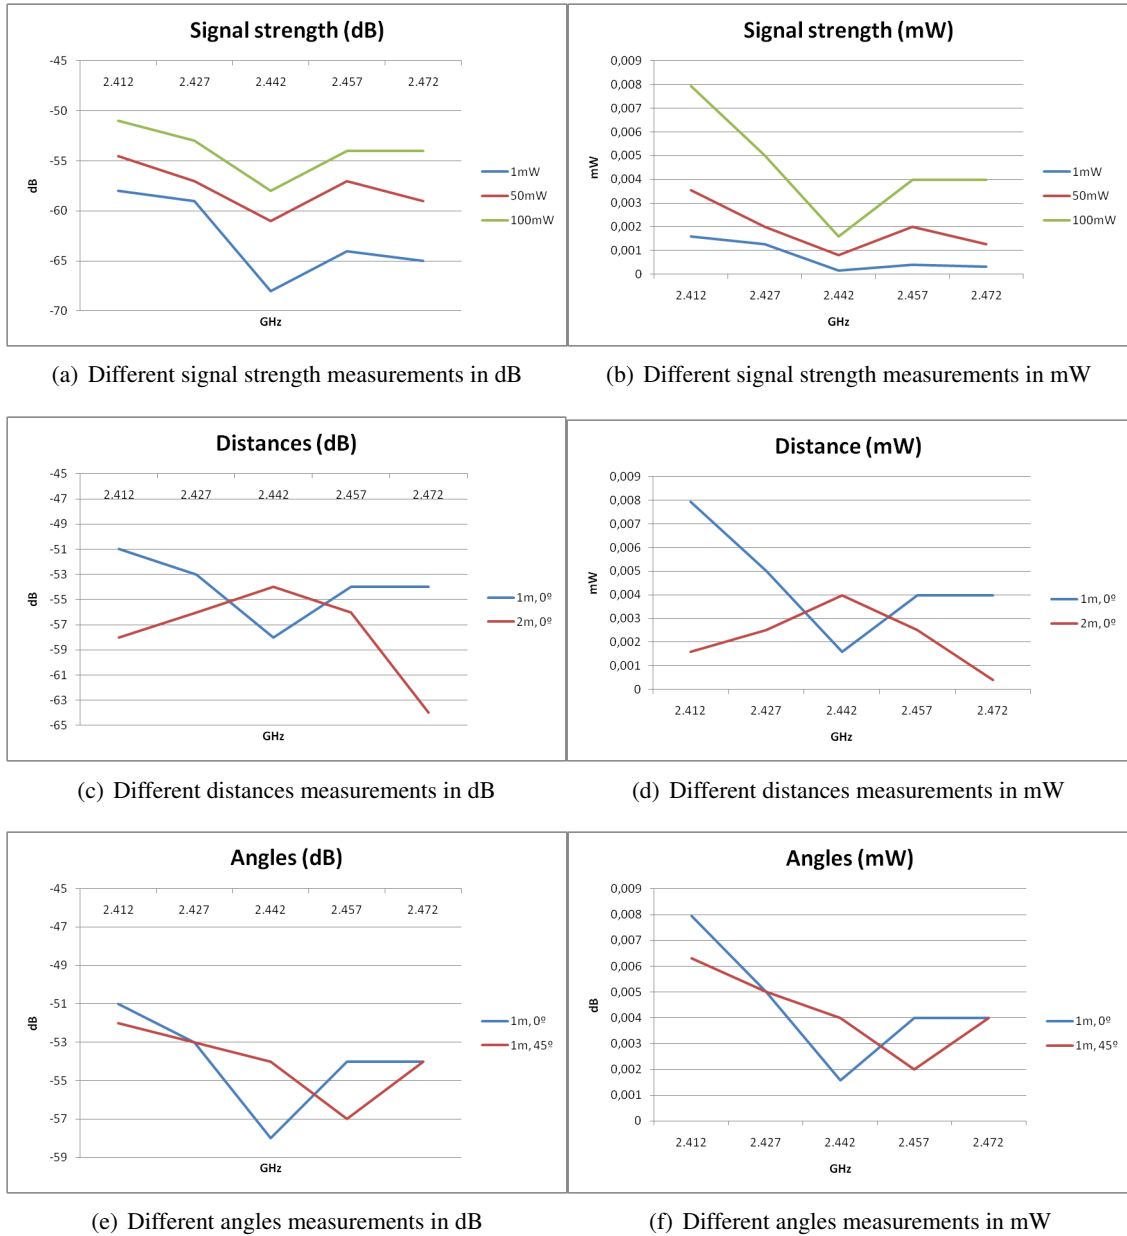 Signal strength (dB)
-45
2.412 2.427 2.442 2.457 2.472
-50
-55
-60
-65
-70
dB
GHz
1mW
50mW
100mW
(a) Different signal strength measurements in dB
Signal strength (mW)
0,009
0,008
0,007
0,006
0,005
0,004
0,003
0,002
0,001
0
mW
2.412 2.427 2.442 2.457 2.472
GHz
1mW
50mW
100mW
(b) Different signal strength measurements in mW
Distances (dB)
-45
-47
2.412 2.427 2.442 2.457 2.472
-49
-51
-53
-55
-57
-59
-61
-63
-65
dB
GHz
1m, 0º
2m, 0º
(c) Different distances measurements in dB
Distance (mW)
0,009
0,008
0,007
0,006
0,005
0,004
0,003
0,002
0,001
0
mW
2.412 2.427 2.442 2.457 2.472
GHz
1m, 0º
2m, 0º
(d) Different distances measurements in mW
Angles (dB)
-45
2.412 2.427 2.442 2.457 2.472
-47
-49
-51
-53
-55
-57
-59
dB
GHz
1m, 0º
1m, 45º
(e) Different angles measurements in dB
Angles (mW)
0,009
0,008
0,007
0,006
0,005
0,004
0,003
0,002
0,001
0
dB
2.412 2.427 2.442 2.457 2.472
GHz
1m, 0º
1m, 45º
(f) Different angles measurements in mW